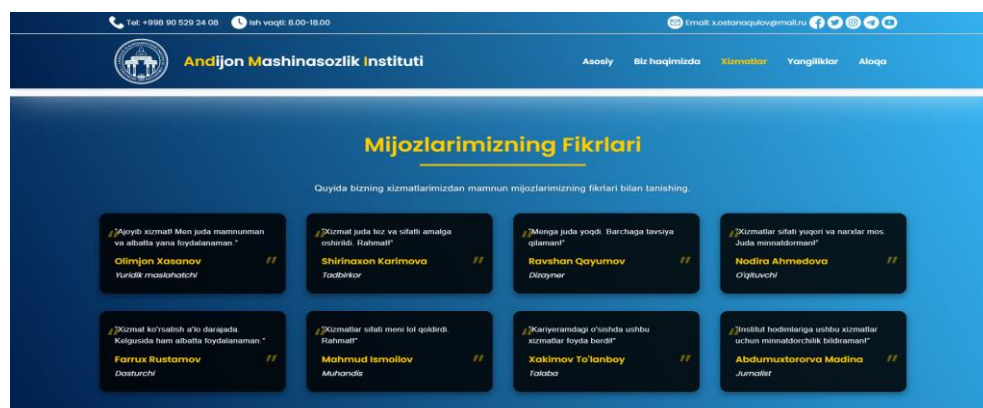 Tel: +998 90 529 24 08 Ish vaqti: 8.00-18.00 Email: x.ostanaqulov@mail.ru
Andijon Mashinasozlik Instituti Asosiy Biz haqimizda Xizmatlar Yangiliklar Aloqa
Mijozlarimizning Fikrlari
Quyida bizning xizmatlarimizdan mamnun mijozlarimizning fikrlari bilan tanishing.
"Ajoyib xizmat! Men juda mamnunman
va albatta yana foydalanaman."
Olimjon Xasanov
Yuridik maslahatchi
"Xizmat juda tez va sifatli amalga
oshirildi. Rahmat!"
Shirinaxon Karimova
Tadbirkor
"Menga juda yoqdi. Barchaga tavsiya
qilaman!"
Ravshan Qayumov
Dizayner
"Xizmatlar sifati yuqori va narxlar mos.
Juda minnatdorman!"
Nodira Ahmedova
O'qituvchi
"Xizmat ko'rsatish a'lo darajada.
Kelgusida ham albatta foydalanaman."
Farrux Rustamov
Dasturchi
"Xizmatlar sifati meni lol qoldirdi.
Rahmat!"
Mahmud Ismoilov
Muhandis
"Kariyeramdagi o'sishda ushbu
xizmatlar foyda berdi!"
Xakimov To'lanboy
Talaba
"Institut hodimlariga ushbu xizmatlar
uchun minnatdorchilik bildiraman!"
Abdumuxtororva Madina
Jurnalist